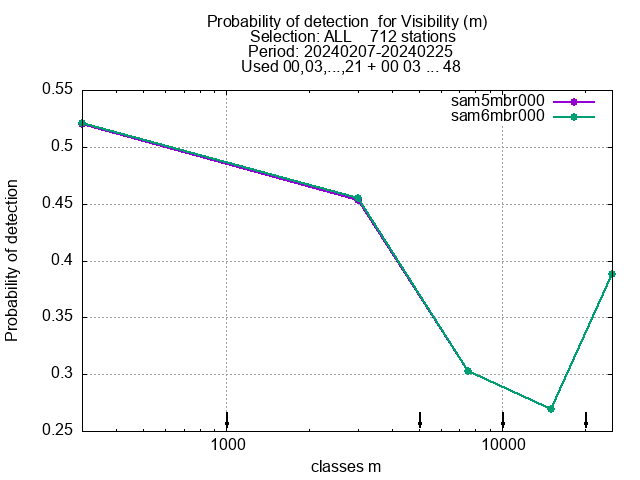 Probability of detection  for Visibility (m)
Selection: ALL    712 stations
Period: 20240207-20240225
Used 00,03,...,21 + 00 03 ... 48
sam5mbr000
sam6mbr000
0.55
0.5
0.45
0.4
0.35
0.3
0.25
Probability of detection
1000
10000
classes m